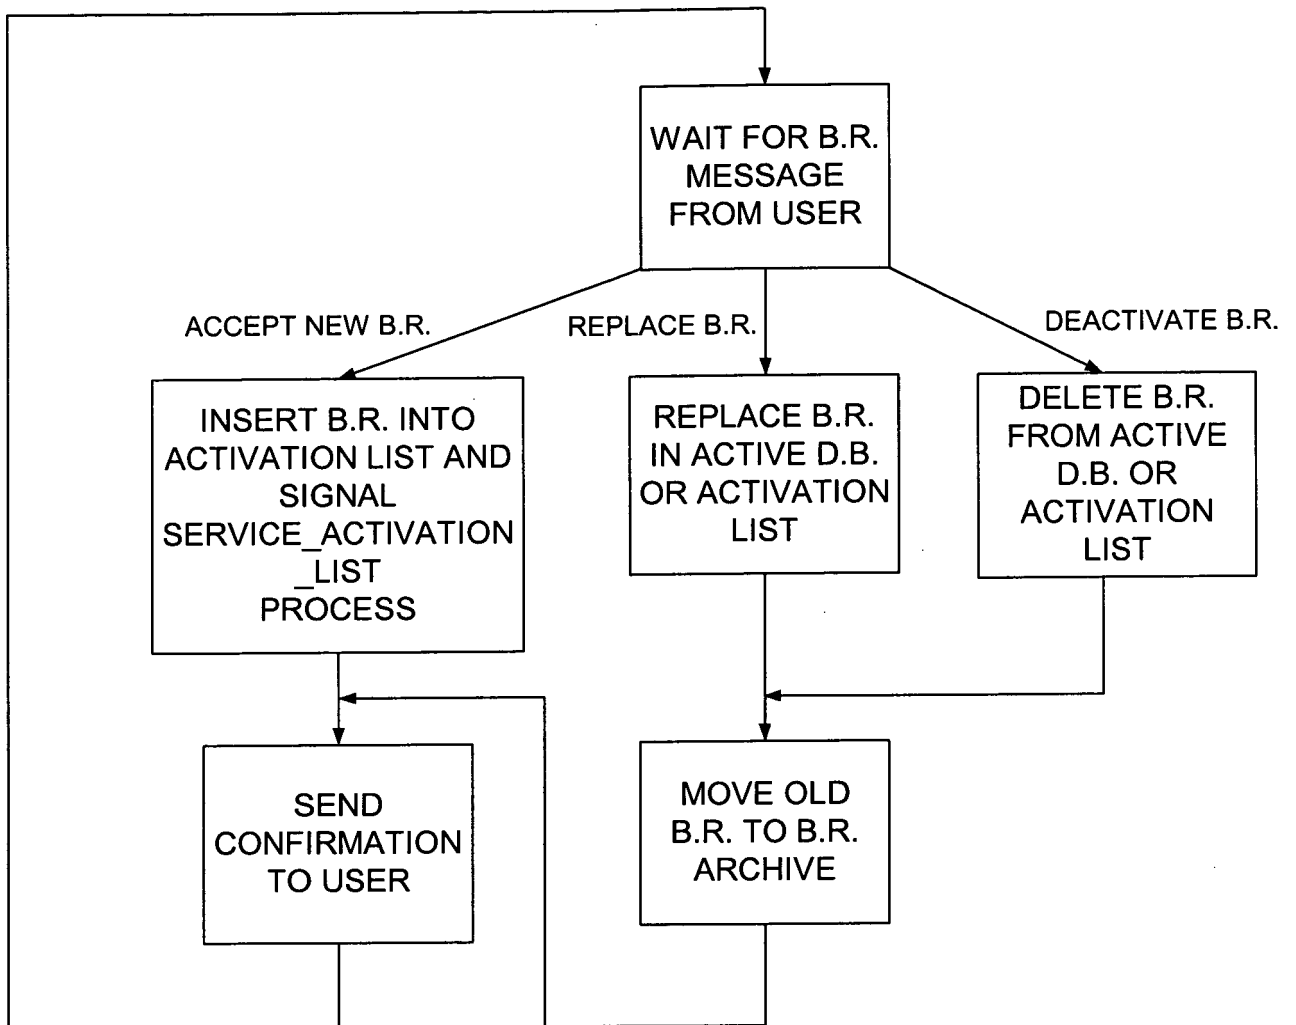 WAIT FOR B.R.
MESSAGE
FROM USER
ACCEPT NEW B.R.
REPLACE B.R.
DEACTIVATE B.R.
INSERT B.R. INTO
ACTIVATION LIST AND
SIGNAL
SERVICE_ACTIVATION
_LIST
PROCESS
REPLACE B.R.
IN ACTIVE D.B.
OR ACTIVATION
LIST
DELETE B.R.
FROM ACTIVE
D.B. OR
ACTIVATION
LIST
SEND
CONFIRMATION
TO USER
MOVE OLD
B.R. TO B.R.
ARCHIVE